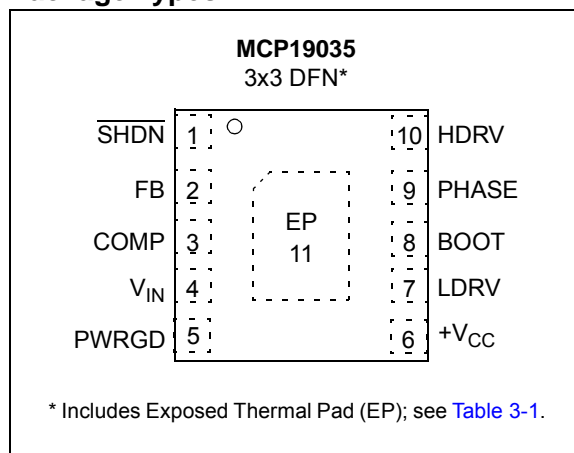 MCP19035
3x3 DFN*
SHDN 1 10 HDRV
FB 2 9 PHASE
EP
COMP 3 11 8 BOOT
VIN 4 7 LDRV
PWRGD 5 6 +VCC
* Includes Exposed Thermal Pad (EP); see Table 3-1.